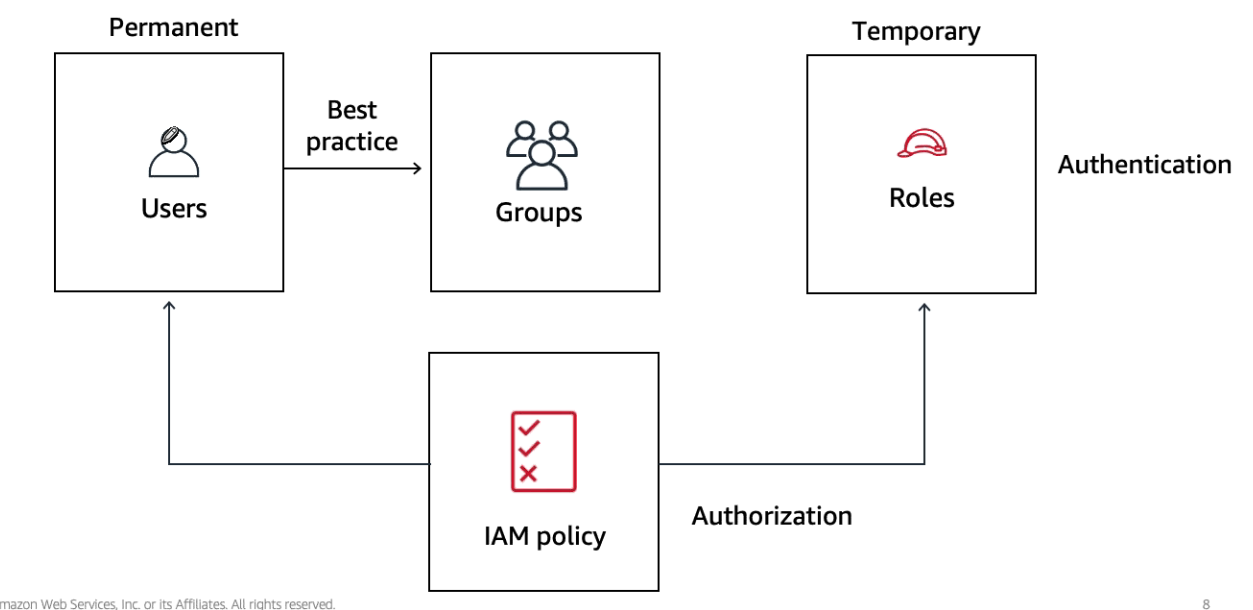 Permanent
Temporary
Best
practice
Users
Groups
Roles
Authentication
IAM policy
Authorization
mazon Web Services, Inc. or its Affiliates. All rights reserved.
8